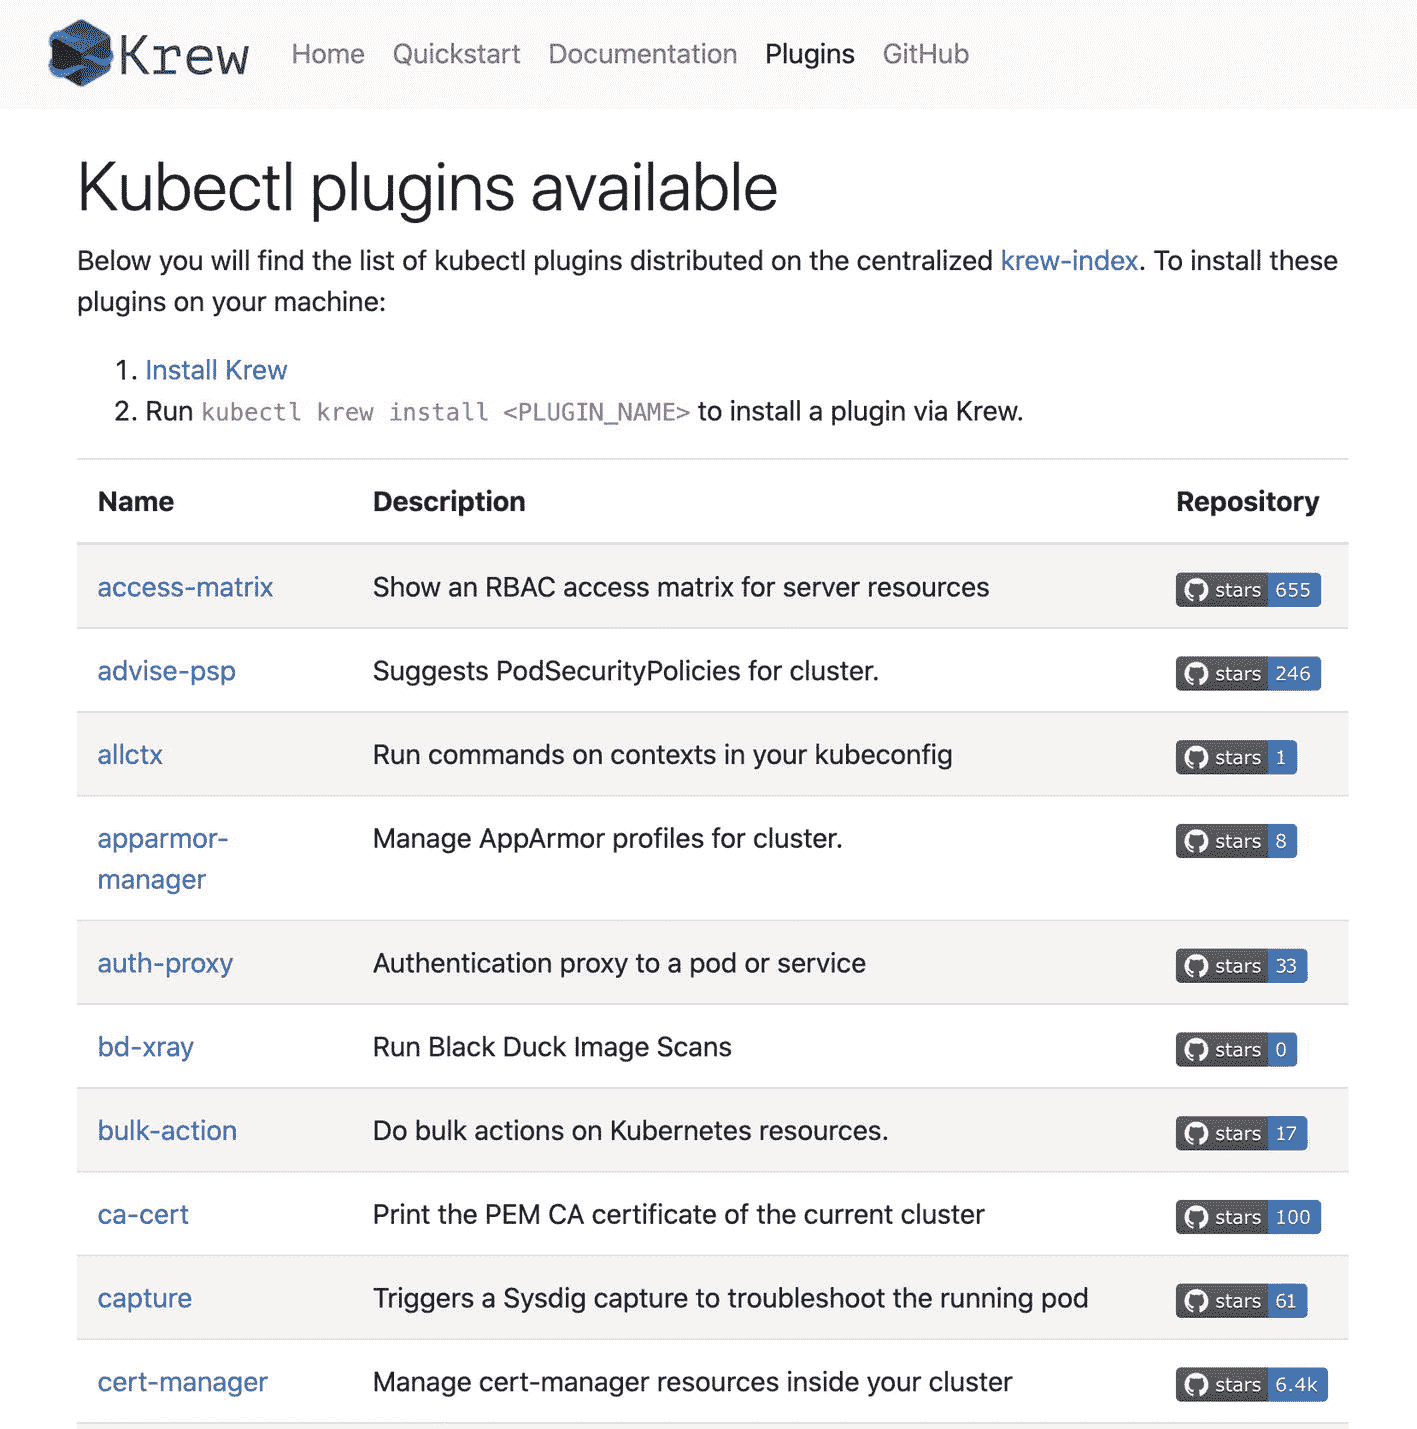 Krew Home Quickstart Documentation Plugins GitHub
Kubectl plugins available
Below you will find the list of kubectl plugins distributed on the centralized krew-index. To install these
plugins on your machine:
1. Install Krew
2. Run kubectl krew install <PLUGIN_NAME> to install a plugin via Krew.
Name Description Repository
access-matrix Show an RBAC access matrix for server resources stars 655
advise-psp Suggests PodSecurityPolicies for cluster. stars 246
allctx Run commands on contexts in your kubeconfig stars 1
apparmor- Manage AppArmor profiles for cluster. stars 8
manager
auth-proxy Authentication proxy to a pod or service stars 33
bd-xray Run Black Duck Image Scans stars 0
bulk-action Do bulk actions on Kubernetes resources. stars 17
ca-cert Print the PEM CA certificate of the current cluster stars 100
capture Triggers a Sysdig capture to troubleshoot the running pod stars 61
cert-manager Manage cert-manager resources inside your cluster stars 6.4k